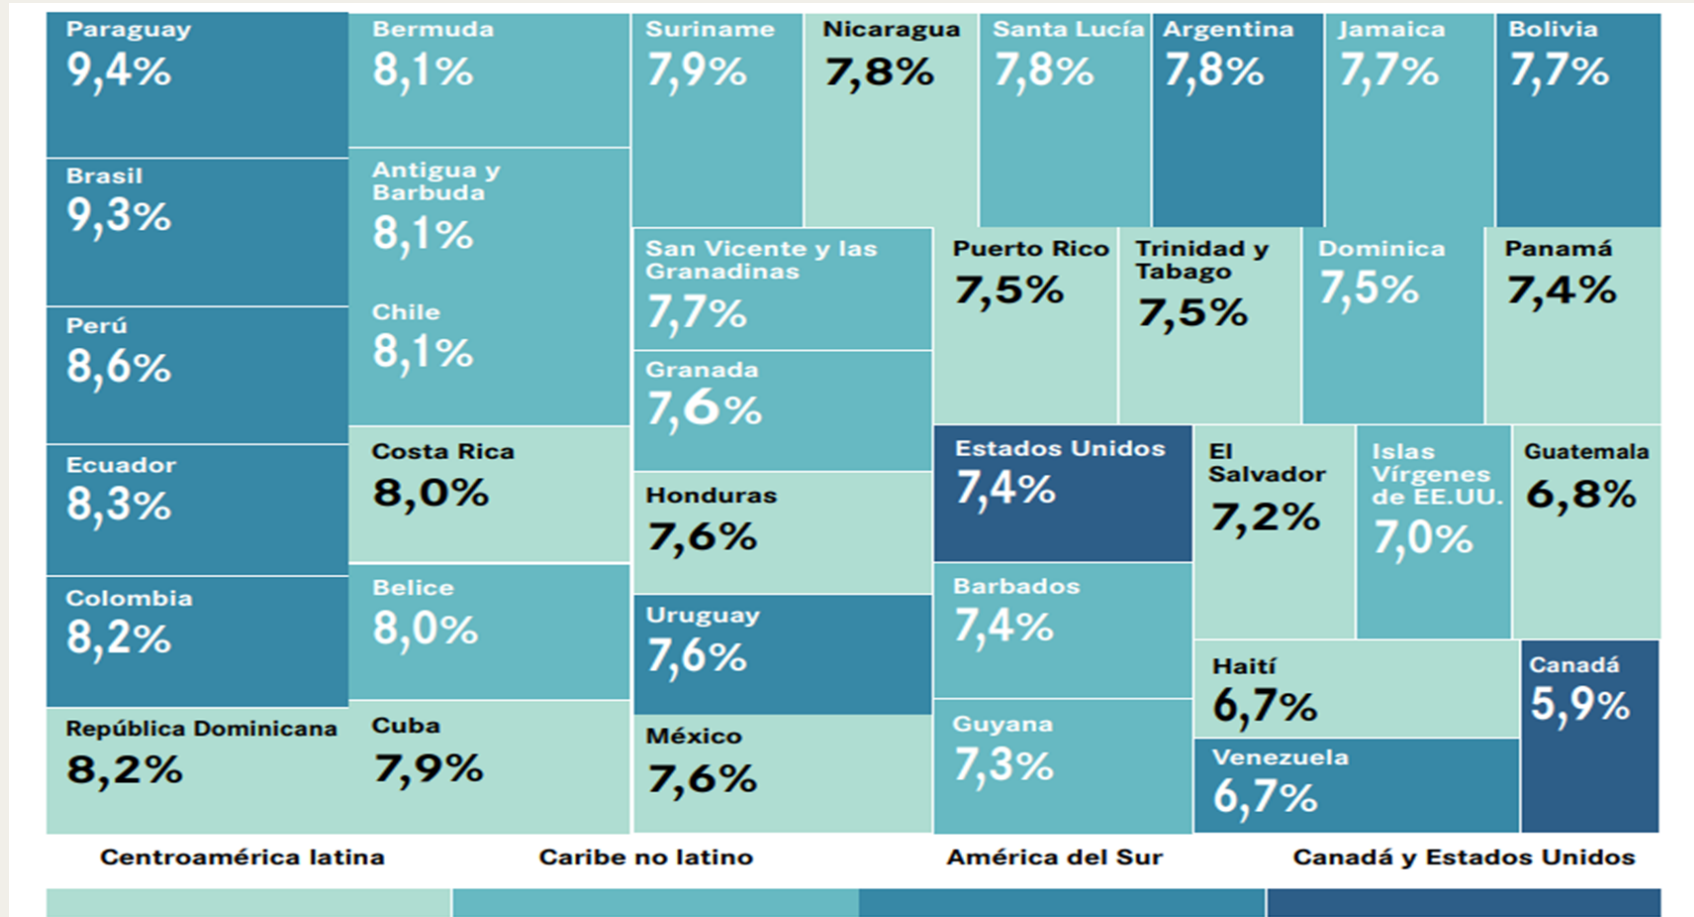 Paraguay
9,4%
Brasil
9,3%
Perú
8,6%
Ecuador
8,3%
Colombia
8,2%
República Dominicana
8,2%
Bermuda
8,1%
Antigua y
Barbuda
8,1%
Chile
8,1%
Costa Rica
8,0%
Belice
8,0%
Cuba
7,9%
Suriname
7,9%
Nicaragua
7,8%
Santa Lucía
7,8%
Argentina
7,8%
Jamaica
7,7%
Bolivia
7,7%
San Vicente y las
Granadinas
7,7%
Granada
7,6%
Honduras
7,6%
Uruguay
7,6%
México
7,6%
Puerto Rico
7,5%
Trinidad y
Tabago
7,5%
Dominica
7,5%
Panamá
7,4%
Estados Unidos
7,4%
Barbados
7,4%
Guyana
7,3%
El
Salvador
7,2%
Islas
Vírgenes
de EE.UU.
7,0%
Guatemala
6,8%
Haití
6,7%
Venezuela
6,7%
Canadá
5,9%
Centroamérica latina
Caribe no latino
América del Sur
Canadá y Estados Unidos